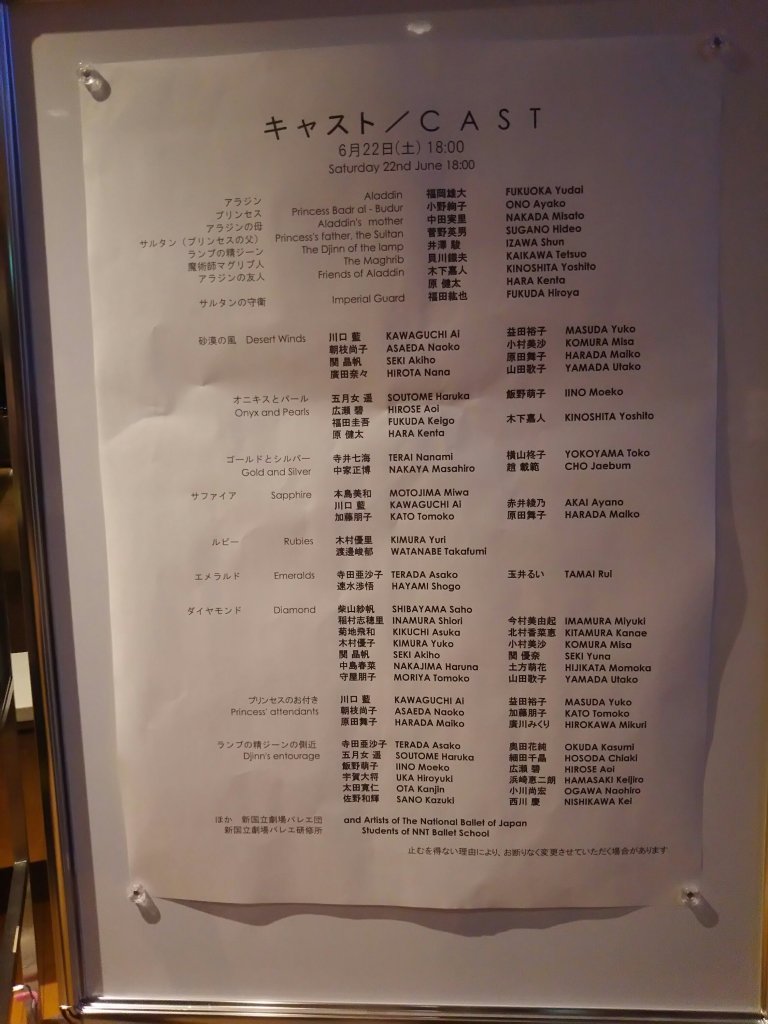 キャスト／CAST
6月22日(土) 18:00
Saturday 22nd June 18:00
アラジン Aladdin 福岡雄大 FUKUOKA Yudai
プリンセス Princess Badr al - Budur 小野絢子 ONO Ayako
アラジンの母 Aladdin's mother 中田実里 NAKADA Misato
サルタン（プリンセスの父） Princess's father, the Sultan 菅野英男 SUGANO Hideo
ランプの精ジーン The Djinn of the lamp 井澤 駿 IZAWA Shun
魔術師マグリブ人 The Maghrib 貝川鐵夫 KAIKAWA Tetsuo
アラジンの友人 Friends of Aladdin 木下嘉人 KINOSHITA Yoshito
原 健太 HARA Kenta
サルタンの守衛 Imperial Guard 福田紘也 FUKUDA Hiroya
砂漠の風 Desert Winds 川口 藍 KAWAGUCHI Ai 益田裕子 MASUDA Yuko
朝枝尚子 ASAEDA Naoko 小村美沙 KOMURA Misa
関 晶帆 SEKI Akiho 原田舞子 HARADA Maiko
廣田奈々 HIROTA Nana 山田歌子 YAMADA Utako
オニキスとパール 五月女 遥 SOUTOME Haruka 飯野萌子 IINO Moeko
Onyx and Pearls 広瀬 碧 HIROSE Aoi
福田圭吾 FUKUDA Keigo 木下嘉人 KINOSHITA Yoshito
原 健太 HARA Kenta
ゴールドとシルバー 寺井七海 TERAI Nanami 横山柊子 YOKOYAMA Toko
Gold and Silver 中家正博 NAKAYA Masahiro 趙 載範 CHO Jaebum
サファイア Sapphire 本島美和 MOTOJIMA Miwa 赤井綾乃 AKAI Ayano
川口 藍 KAWAGUCHI Ai 原田舞子 HARADA Maiko
加藤朋子 KATO Tomoko
ルビー Rubies 木村優里 KIMURA Yuri
渡邊峻郁 WATANABE Takafumi
エメラルド Emeralds 寺田亜沙子 TERADA Asako 玉井るい TAMAI Rui
速水渉悟 HAYAMI Shogo
ダイヤモンド Diamond 柴山紗帆 SHIBAYAMA Saho
稲村志穂里 INAMURA Shiori 今村美由起 IMAMURA Miyuki
菊地飛和 KIKUCHI Asuka 北村香菜恵 KITAMURA Kanae
木村優子 KIMURA Yuko 小村美沙 KOMURA Misa
関 晶帆 SEKI Akiho 関 優奈 SEKI Yuna
中島春菜 NAKAJIMA Haruna 土方萌花 HIJIKATA Momoka
守屋朋子 MORIYA Tomoko 山田歌子 YAMADA Utako
プリンセスのお付き 川口 藍 KAWAGUCHI Ai 益田裕子 MASUDA Yuko
Princess' attendants 朝枝尚子 ASAEDA Naoko 加藤朋子 KATO Tomoko
原田舞子 HARADA Maiko 廣川みくり HIROKAWA Mikuri
ランプの精ジーンの側近 寺田亜沙子 TERADA Asako 奥田花純 OKUDA Kasumi
Djinn's entourage 五月女 遥 SOUTOME Haruka 細田千晶 HOSODA Chiaki
飯野萌子 IINO Moeko 広瀬 碧 HIROSE Aoi
宇賀大将 UKA Hiroyuki 浜崎恵二朗 HAMASAKI Keijiro
太田寛仁 OTA Kanjin 小川尚宏 OGAWA Naohiro
佐野和輝 SANO Kazuki 西川 慶 NISHIKAWA Kei
ほか 新国立劇場バレエ団 and Artists of The National Ballet of Japan
新国立劇場バレエ研修所 Students of NNT Ballet School
止むを得ない理由により、お断りなく変更させていただく場合があります